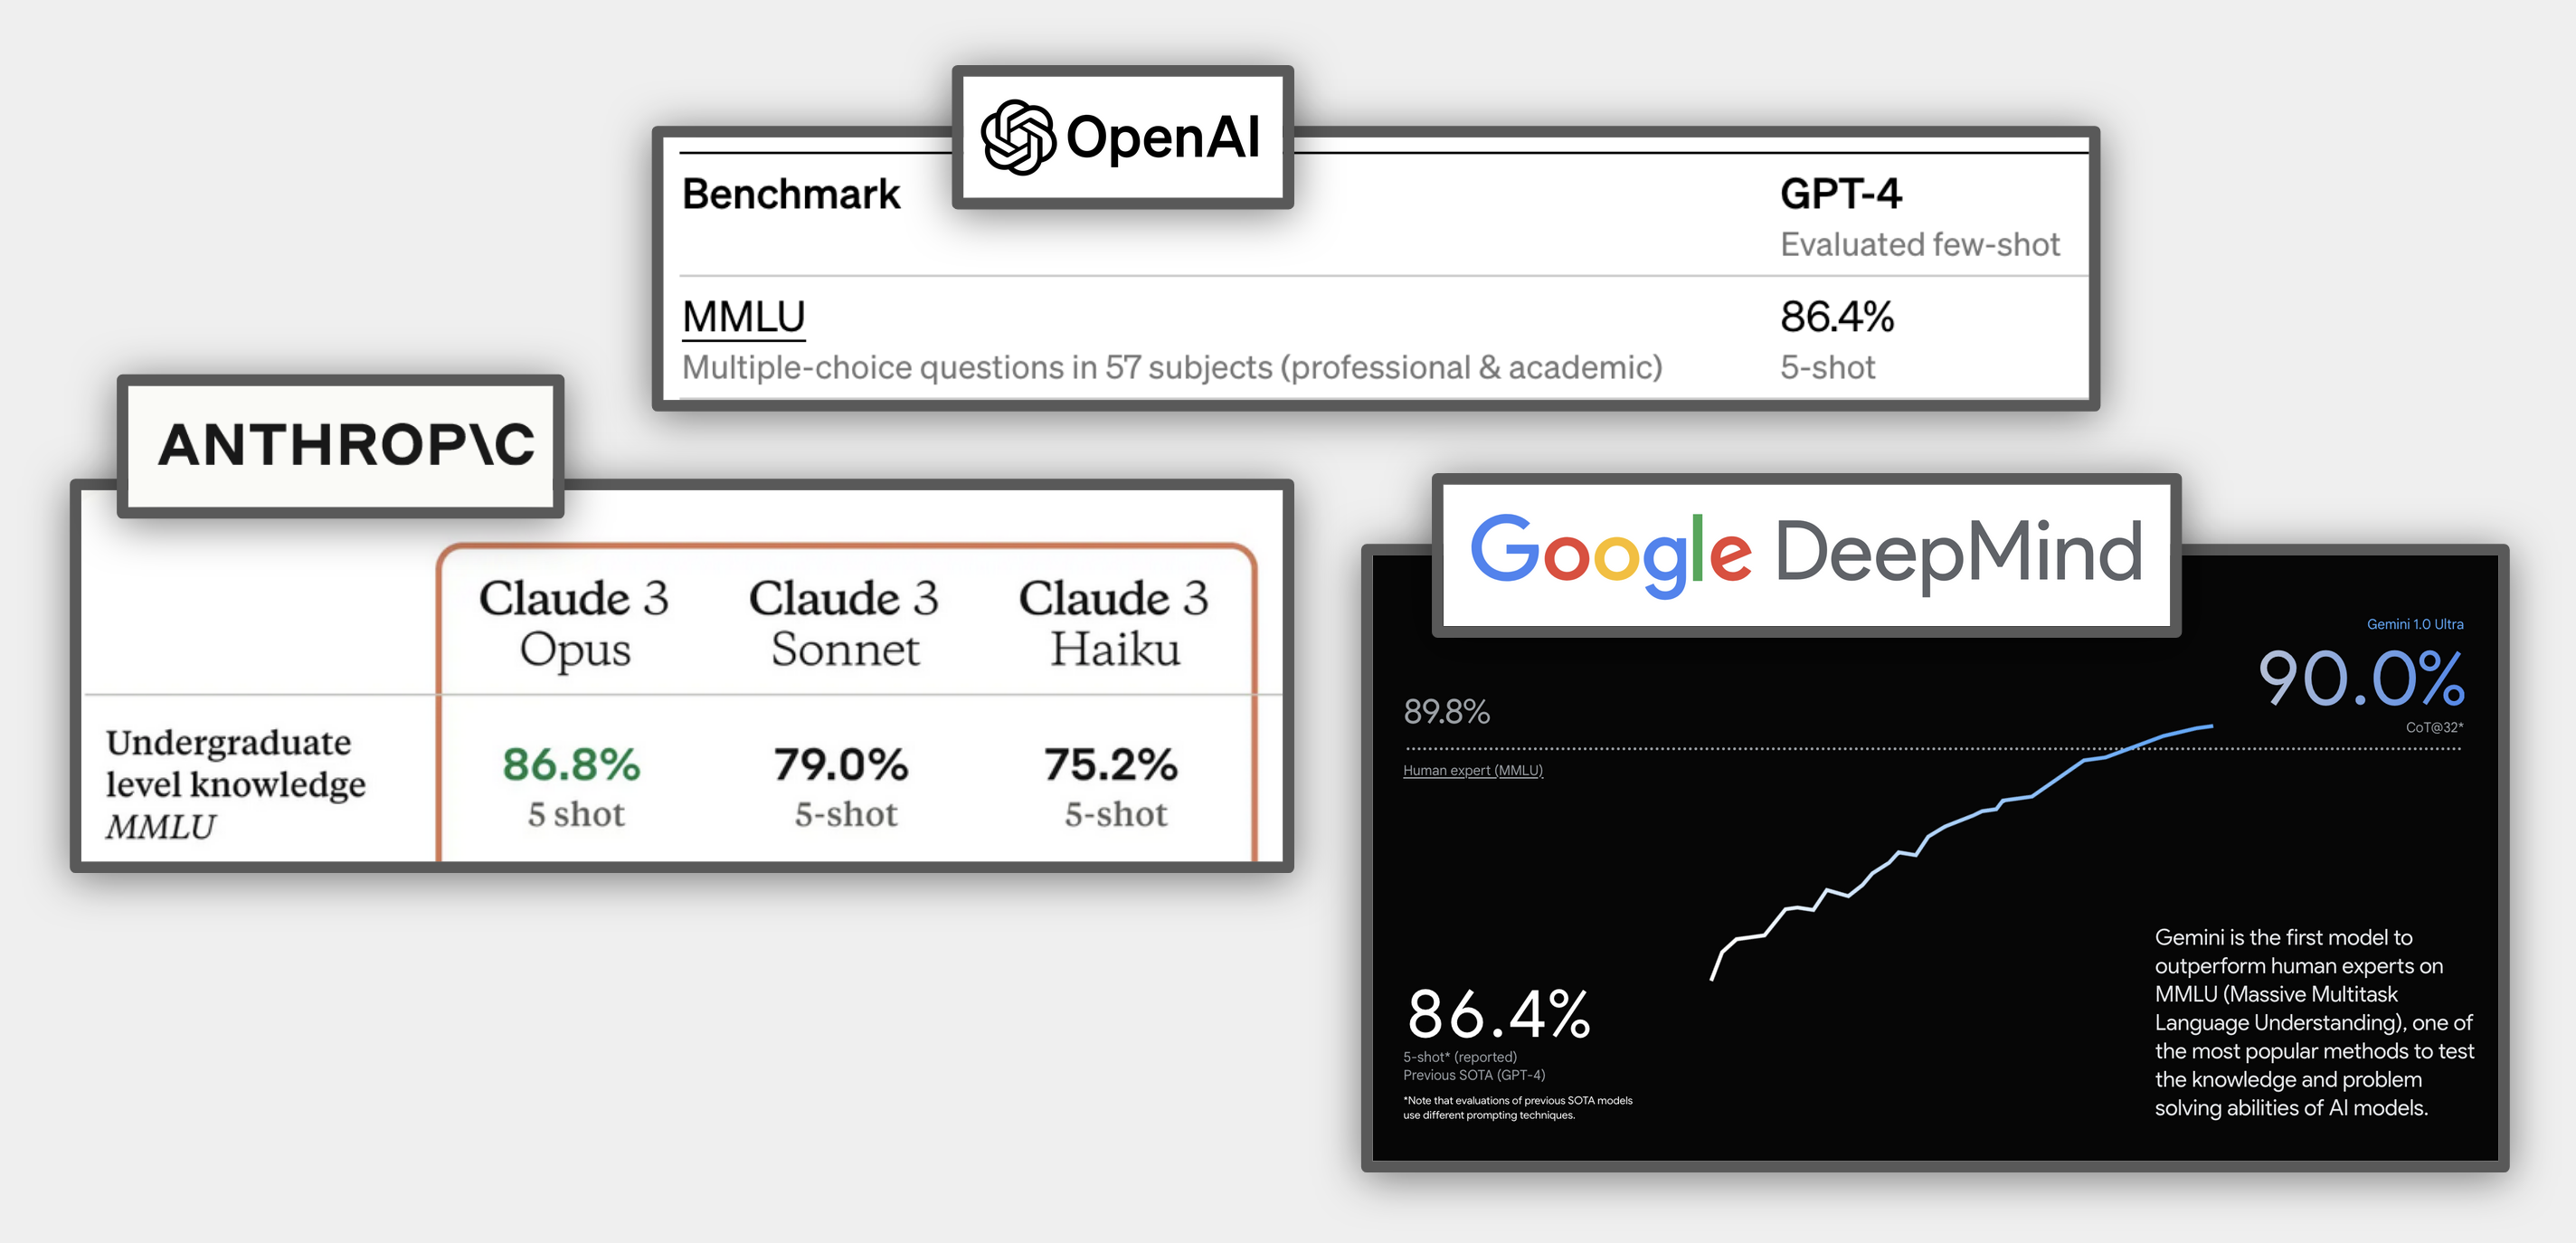 OpenAI
Benchmark
GPT-4
Evaluated few-shot
MMLU
86.4%
Multiple-choice questions in 57 subjects (professional & academic)
5-shot
ANTHROP\C
Claude 3
Opus
Claude 3
Sonnet
Claude 3
Haiku
Undergraduate
level knowledge
MMLU
86.8%
5 shot
79.0%
5-shot
75.2%
5-shot
Google DeepMind
Gemini 1.0 Ultra
90.0%
CoT@32*
89.8%
Human expert (MMLU)
86.4%
5-shot* (reported)
Previous SOTA (GPT-4)
*Note that evaluations of previous SOTA models
use different prompting techniques.
Gemini is the first model to
outperform human experts on
MMLU (Massive Multitask
Language Understanding), one of
the most popular methods to test
the knowledge and problem
solving abilities of AI models.